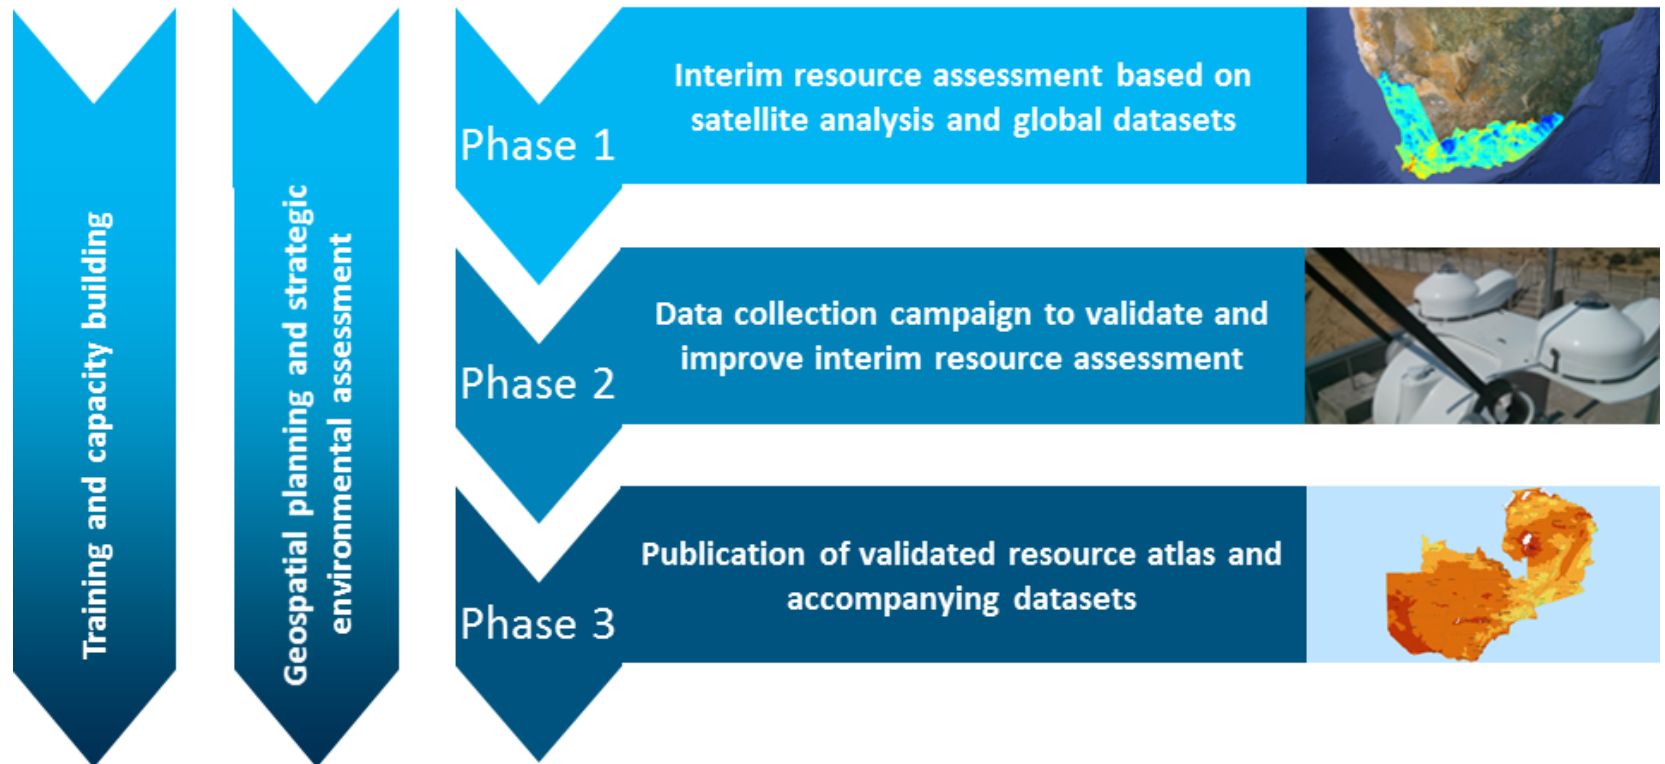 Training and capacity building
Geospatial planning and strategic
environmental assessment
Phase 1
Interim resource assessment based on
satellite analysis and global datasets
Phase 2
Data collection campaign to validate and
improve interim resource assessment
Phase 3
Publication of validated resource atlas and
accompanying datasets